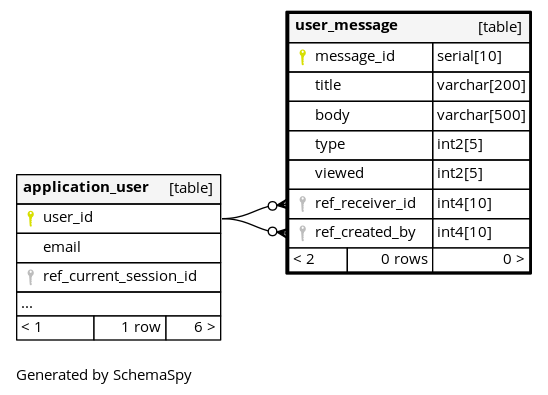 user_message [table]
message_id serial[10]
title varchar[200]
body varchar[500]
type int2[5]
viewed int2[5]
ref_receiver_id int4[10]
ref_created_by int4[10]
< 2 0 rows 0 >
application_user [table]
user_id
email
ref_current_session_id
...
< 1 1 row 6 >
Generated by SchemaSpy